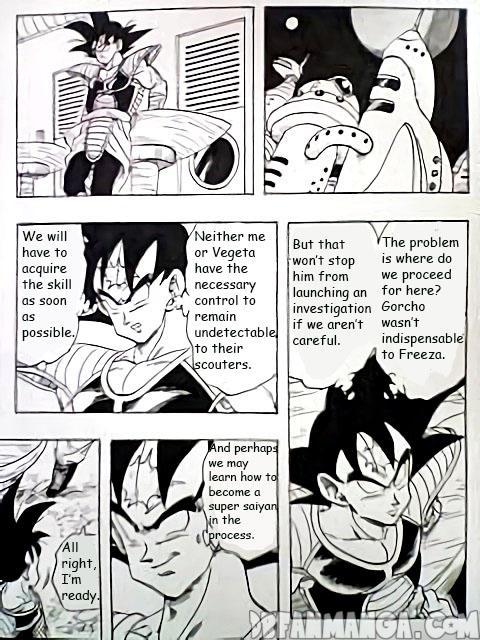 The problem
is where do
we proceed
for here?
Gorcho
wasn't
indispensable
to Freeza.
But that
won't stop
him from
launching an
investigation
if we aren't
careful.
Neither me
or Vegeta
have the
necessary
control to
remain
undetectable
to their
scouters.
We will
have to
acquire
the skill
as soon
as
possible.
And perhaps
we may
learn how to
become a
super saiyan
in the
process.
All
right,
I'm
ready.
DBFANMANGA.COM